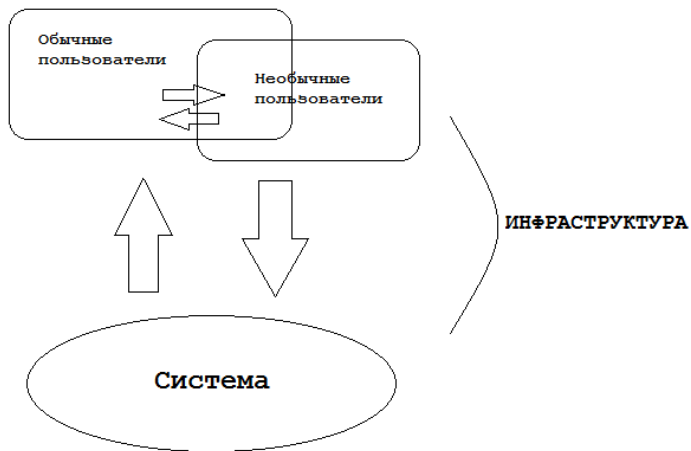 Обычные
пользователи
Необычные
пользователи
ИНФРАСТРУКТУРА
Система